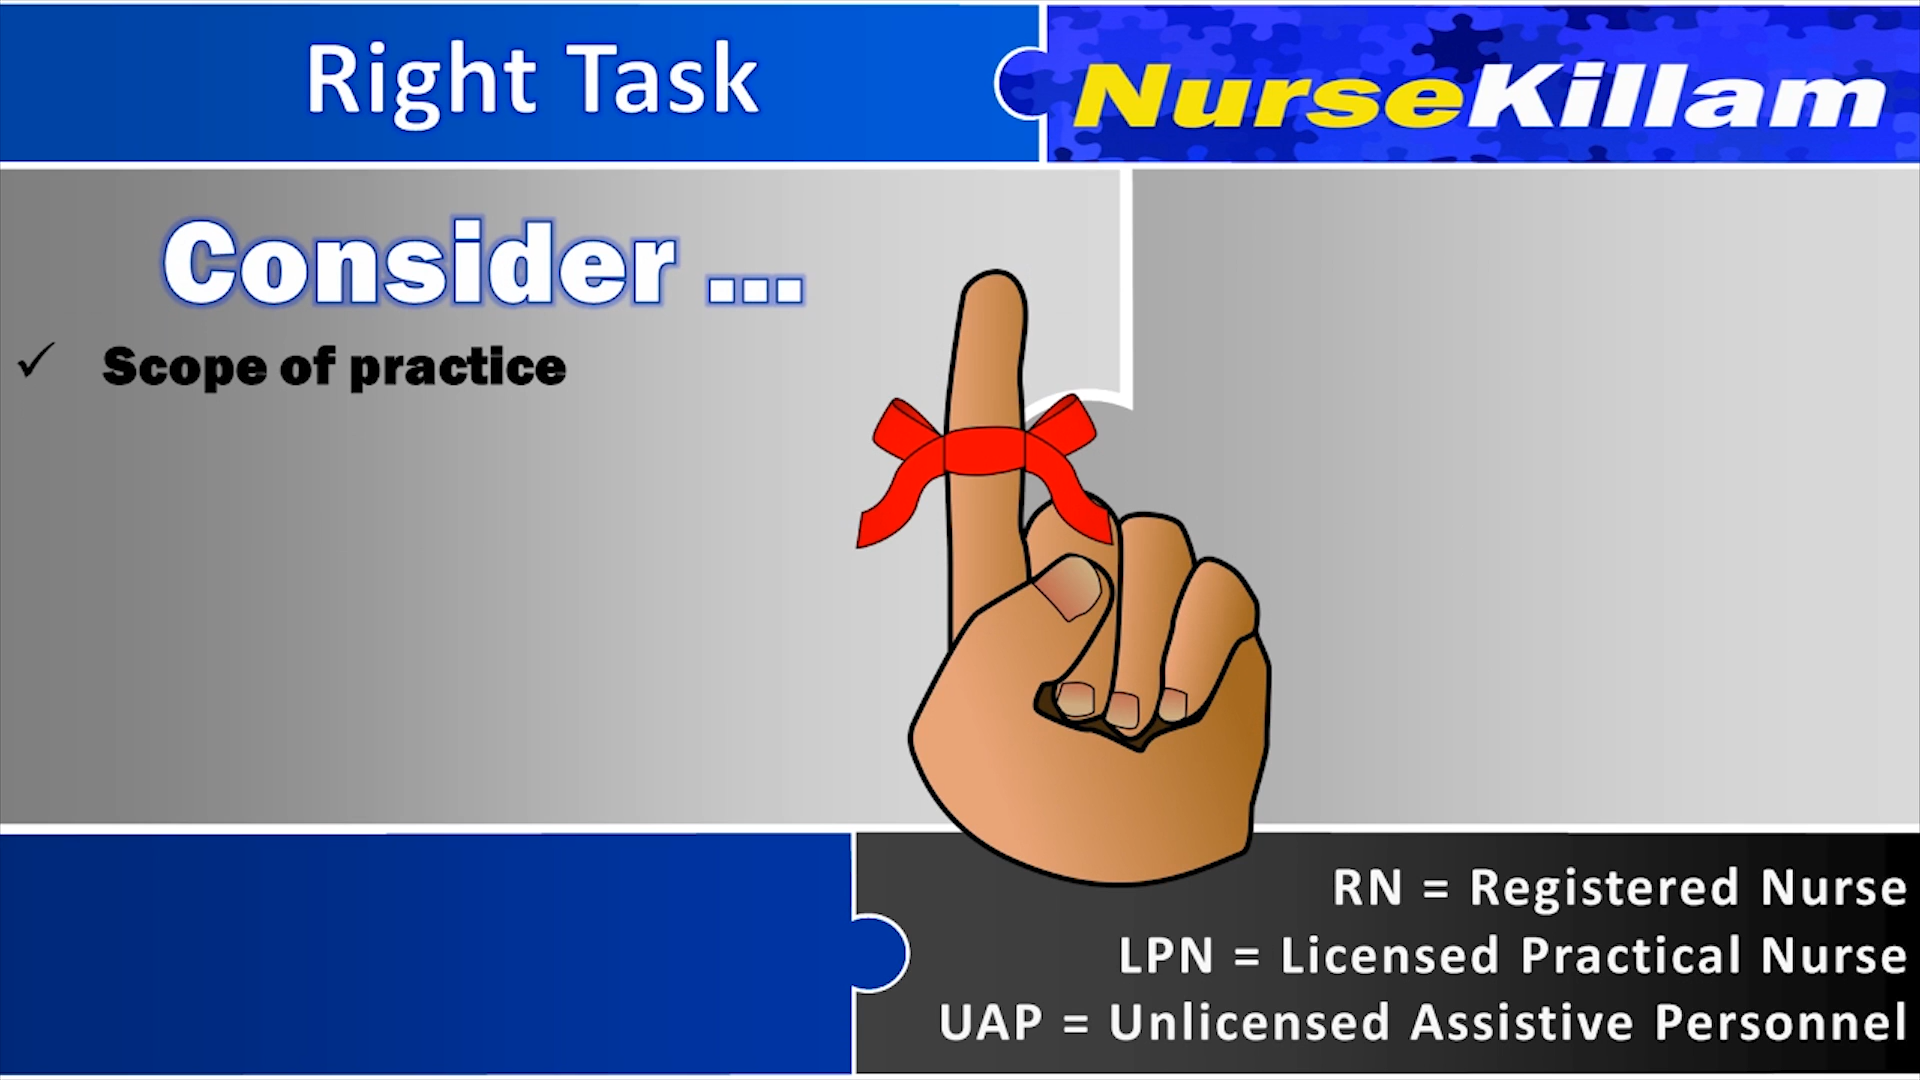 Right Task
NurseKillam
Consider ...
✓ Scope of practice
RN = Registered Nurse
LPN = Licensed Practical Nurse
UAP = Unlicensed Assistive Personnel